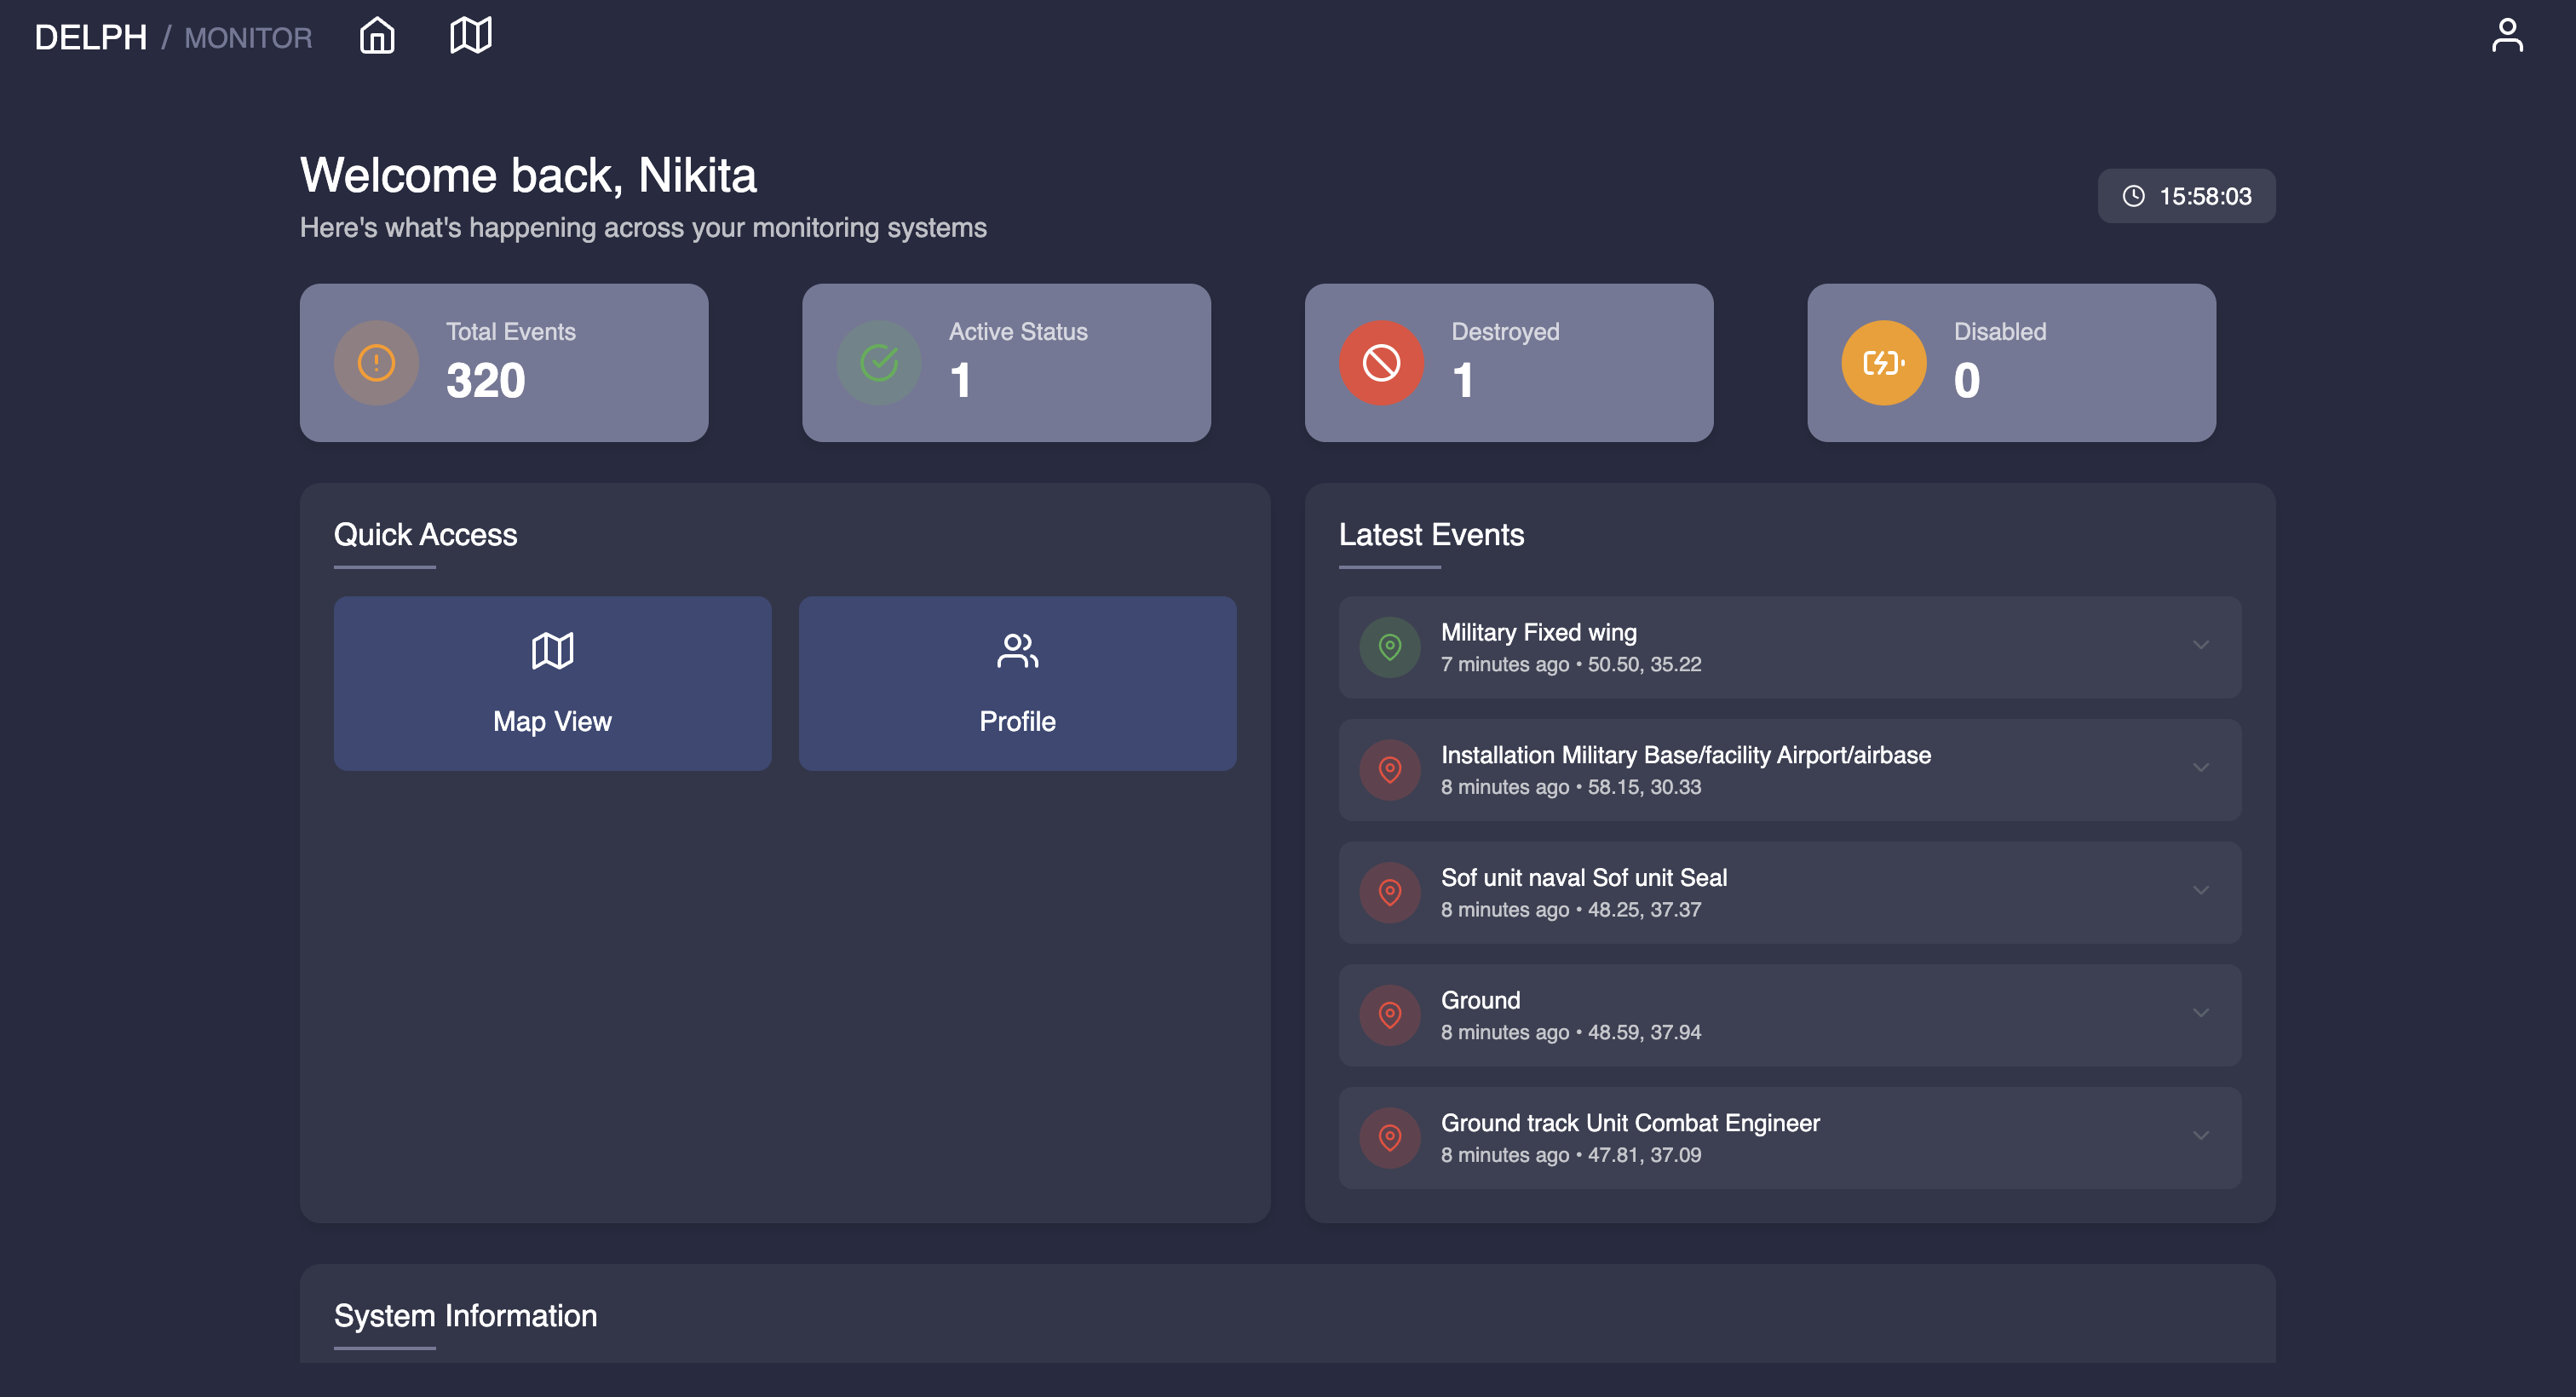 DELPH / MONITOR
Welcome back, Nikita
Here's what's happening across your monitoring systems
15:58:03
Total Events
320
Active Status
1
Destroyed
1
Disabled
0
Quick Access
Map View
Profile
Latest Events
Military Fixed wing
7 minutes ago • 50.50, 35.22
Installation Military Base/facility Airport/airbase
8 minutes ago • 58.15, 30.33
Sof unit naval Sof unit Seal
8 minutes ago • 48.25, 37.37
Ground
8 minutes ago • 48.59, 37.94
Ground track Unit Combat Engineer
8 minutes ago • 47.81, 37.09
System Information